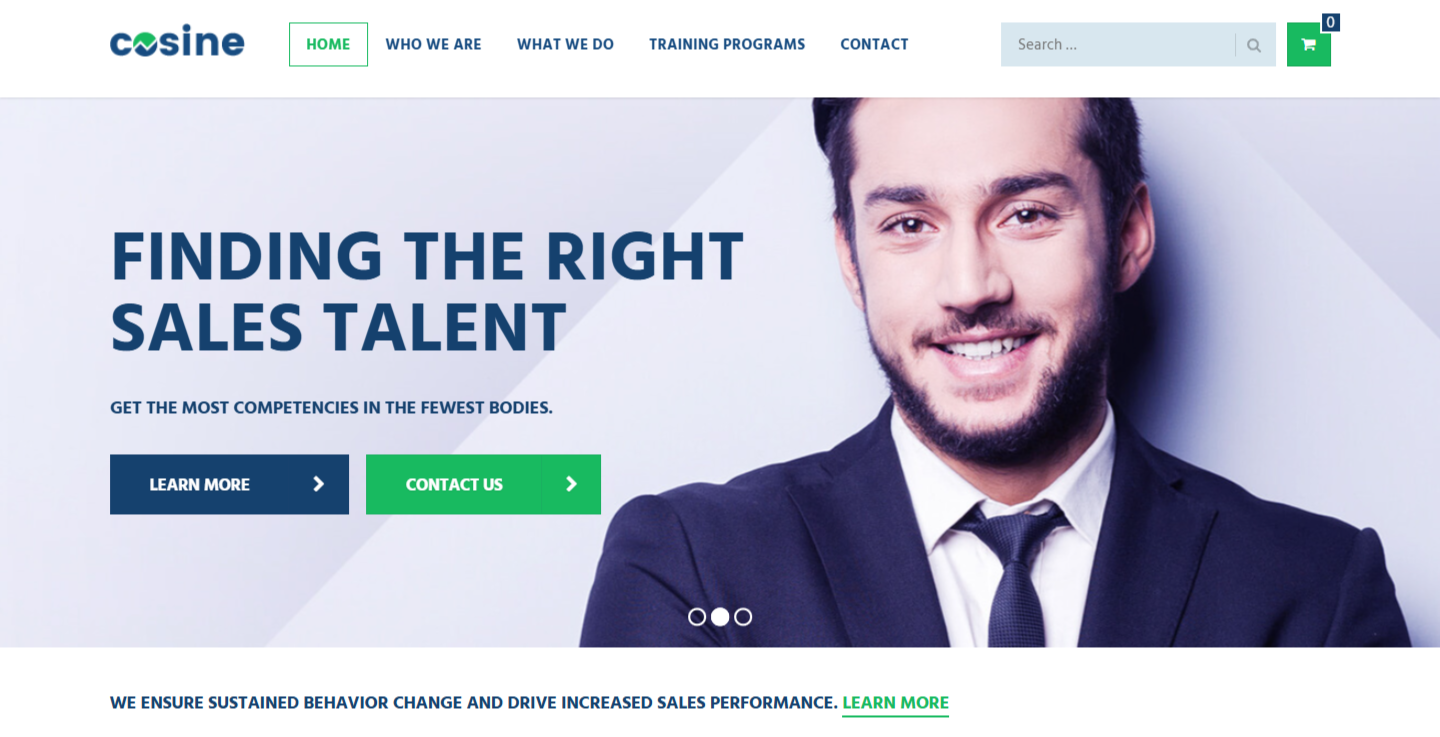 cosine
HOME WHO WE ARE WHAT WE DO TRAINING PROGRAMS CONTACT
Search ...
0
FINDING THE RIGHT
SALES TALENT
GET THE MOST COMPETENCIES IN THE FEWEST BODIES.
LEARN MORE
CONTACT US
WE ENSURE SUSTAINED BEHAVIOR CHANGE AND DRIVE INCREASED SALES PERFORMANCE. LEARN MORE